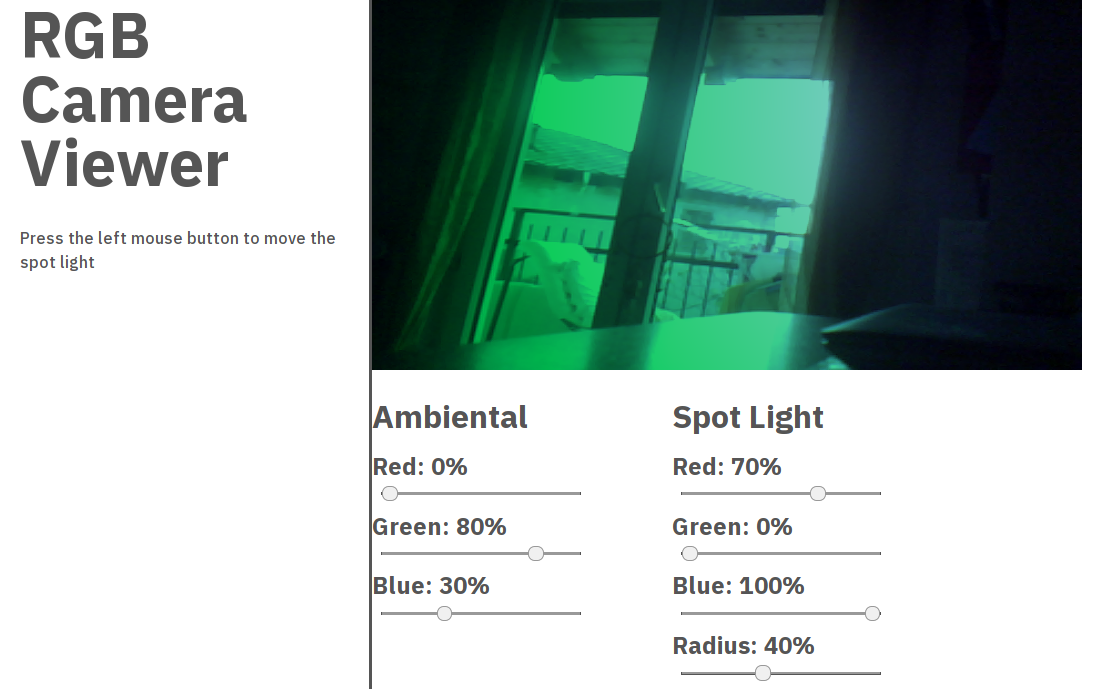 RGB
Camera
Viewer
Press the left mouse button to move the
spot light
Ambiental
Red: 0%
Green: 80%
Blue: 30%
Spot Light
Red: 70%
Green: 0%
Blue: 100%
Radius: 40%